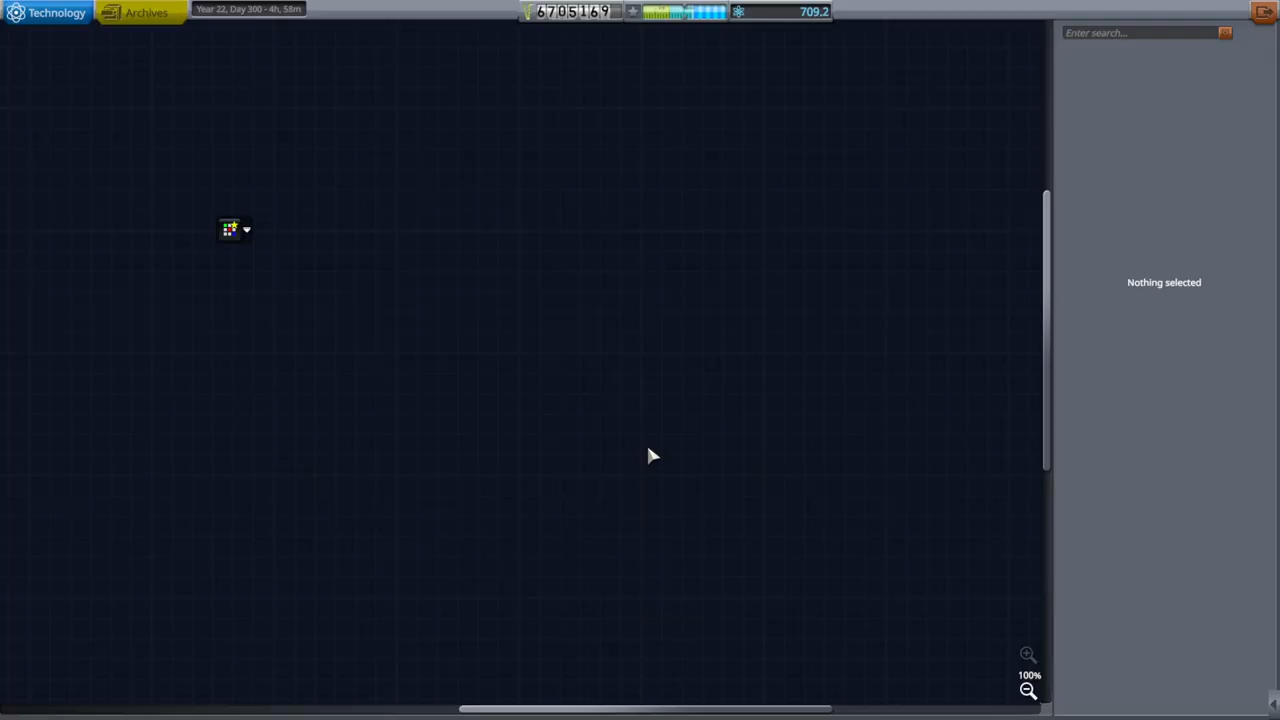 Technology
Archives
Year 22, Day 300 - 4h, 58m
6705169
709.2
Enter search...
Nothing selected
100%